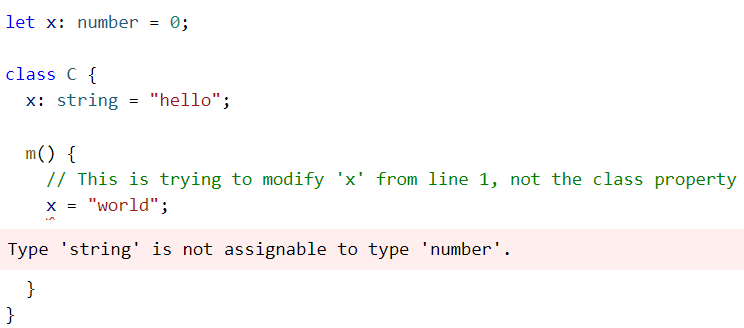 let x: number = 0;
class C {
x: string = "hello";
m() {
// This is trying to modify 'x' from line 1, not the class property
x = "world";
Type 'string' is not assignable to type 'number'.
}
}